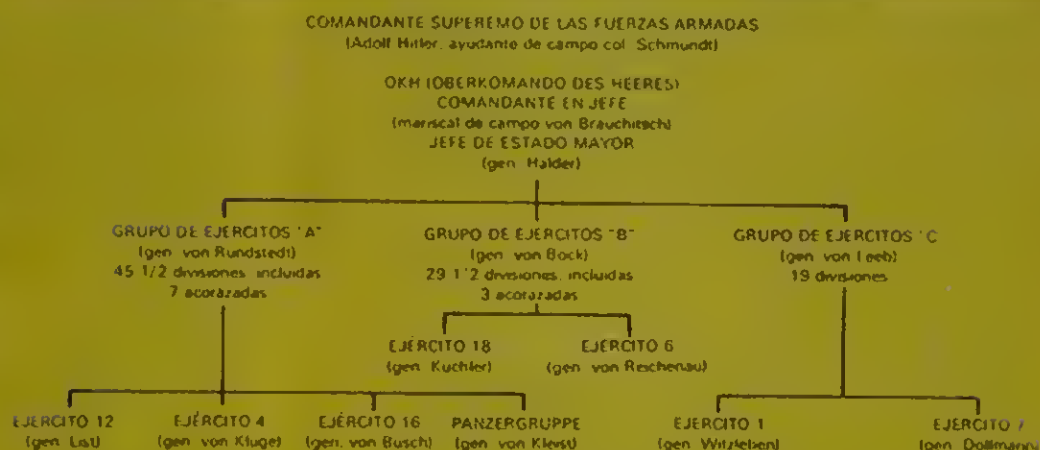 COMANDANTE SUPEREMO DE LAS FUERZAS ARMADAS
(Adolf Hitler, ayudante de campo col. Schmundt)
OKH (OBERKOMANDO DES HEERES)
COMANDANTE EN JEFE
(mariscal de campo von Brauchitsch)
JEFE DE ESTADO MAYOR
(gen. Halder)
GRUPO DE EJERCITOS "A"
(gen. von Rundstedt)
45 1/2 divisiones, incluidas
7 acorazadas
GRUPO DE EJERCITOS "B"
(gen. von Bock)
29 1/2 divisiones, incluidas
3 acorazadas
GRUPO DE EJERCITOS "C
(gen. von Leeb)
19 divisiones
EJÉRCITO 18
(gen. Kuchler)
EJÉRCITO 6
(gen. von Reichenau)
EJERCITO 12
(gen. List)
EJÉRCITO 4
(gen. von Kluge)
EJÉRCITO 16
(gen. von Busch)
PANZERGRUPPE
(gen. von Kleist)
EJERCITO 1
(gen. Witzleben)
EJERCITO 7
(gen. Dollmann)